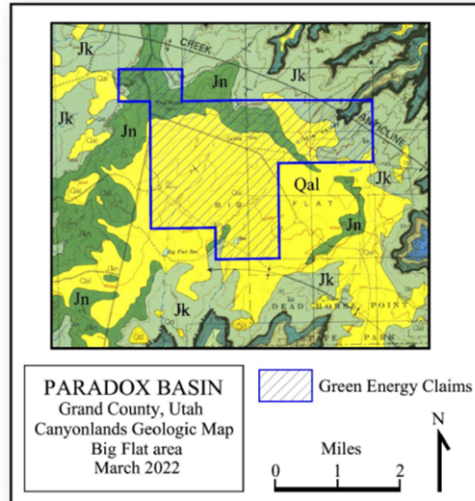 Jk
CREEK
Jn
Jk
Jk
Jn
ANTICLINE
Jk
Qal
BIG FLAT
Jn
Jn
Jk
Jk
DEAD HORSE POINT
STATE PARK
PARADOX BASIN
Grand County, Utah
Canyonlands Geologic Map
Big Flat area
March 2022
Green Energy Claims
N
Miles
0 1 2